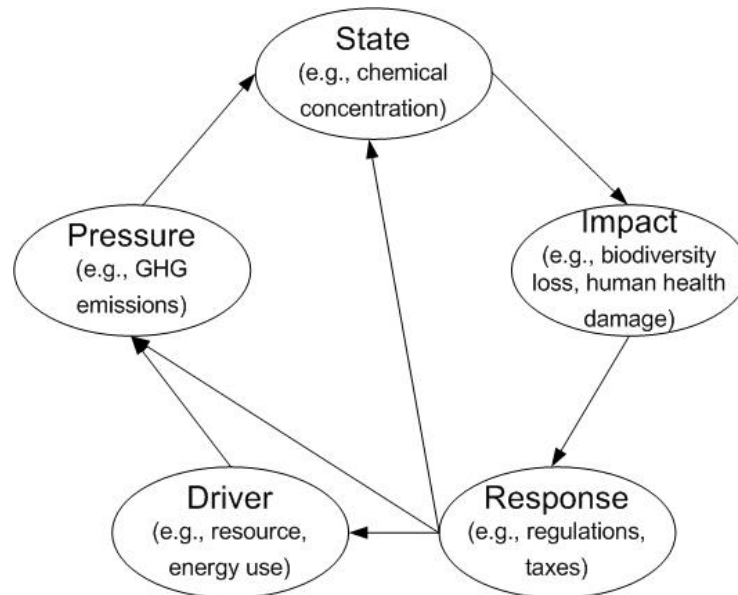 State
(e.g., chemical
concentration)
Pressure
(e.g., GHG
emissions)
Impact
(e.g., biodiversity
loss, human health
damage)
Driver
(e.g., resource,
energy use)
Response
(e.g., regulations,
taxes)